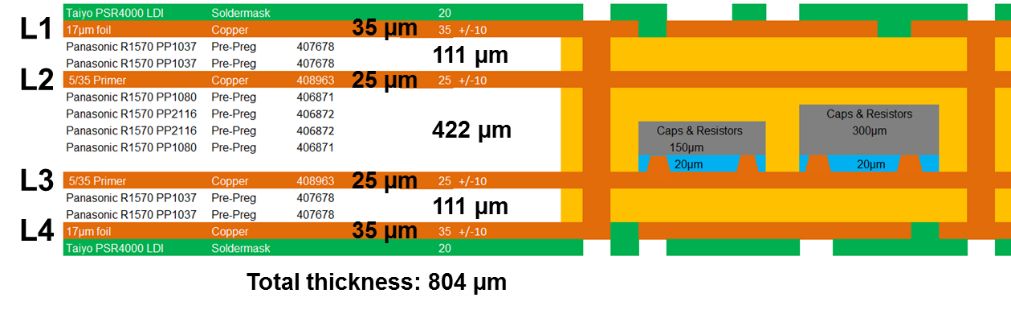 Taiyo PSR4000 LDI Soldermask 20
L1 17µm foil Copper 35 µm 35 +/-10
Panasonic R1570 PP1037 Pre-Preg 407678
111 µm
Panasonic R1570 PP1037 Pre-Preg 407678
L2 5/35 Primer Copper 408963 25 µm 25 +/-10
Panasonic R1570 PP1080 Pre-Preg 406871
Panasonic R1570 PP2116 Pre-Preg 406872
422 µm
Panasonic R1570 PP2116 Pre-Preg 406872
Panasonic R1570 PP1080 Pre-Preg 406871
Caps & Resistors
150µm
20µm
Caps & Resistors
300µm
20µm
L3 5/35 Primer Copper 408963 25 µm 25 +/-10
Panasonic R1570 PP1037 Pre-Preg 407678
111 µm
Panasonic R1570 PP1037 Pre-Preg 407678
L4 17µm foil Copper 35 µm 35 +/-10
Taiyo PSR4000 LDI Soldermask 20
Total thickness: 804 µm